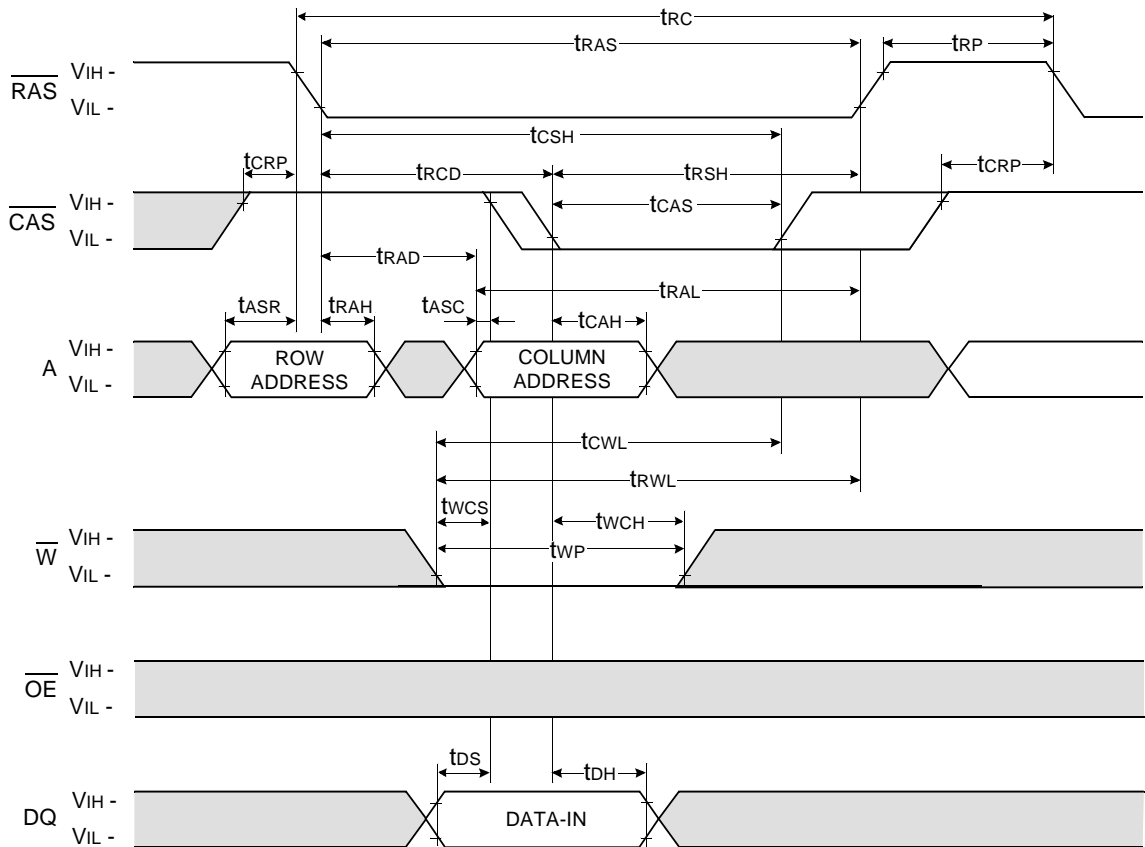 tRC
tRAS
tRP
RAS
VIH -
VIL -
tCSH
tCRP
tRCD
tRSH
tCRP
CAS
VIH -
VIL -
tCAS
tRAD
tRAL
tASR
tRAH
tASC
tCAH
A
VIH -
VIL -
ROW
ADDRESS
COLUMN
ADDRESS
tCWL
tRWL
tWCS
tWCH
W
VIH -
VIL -
tWP
OE
VIH -
VIL -
tDS
tDH
DQ
VIH -
VIL -
DATA-IN